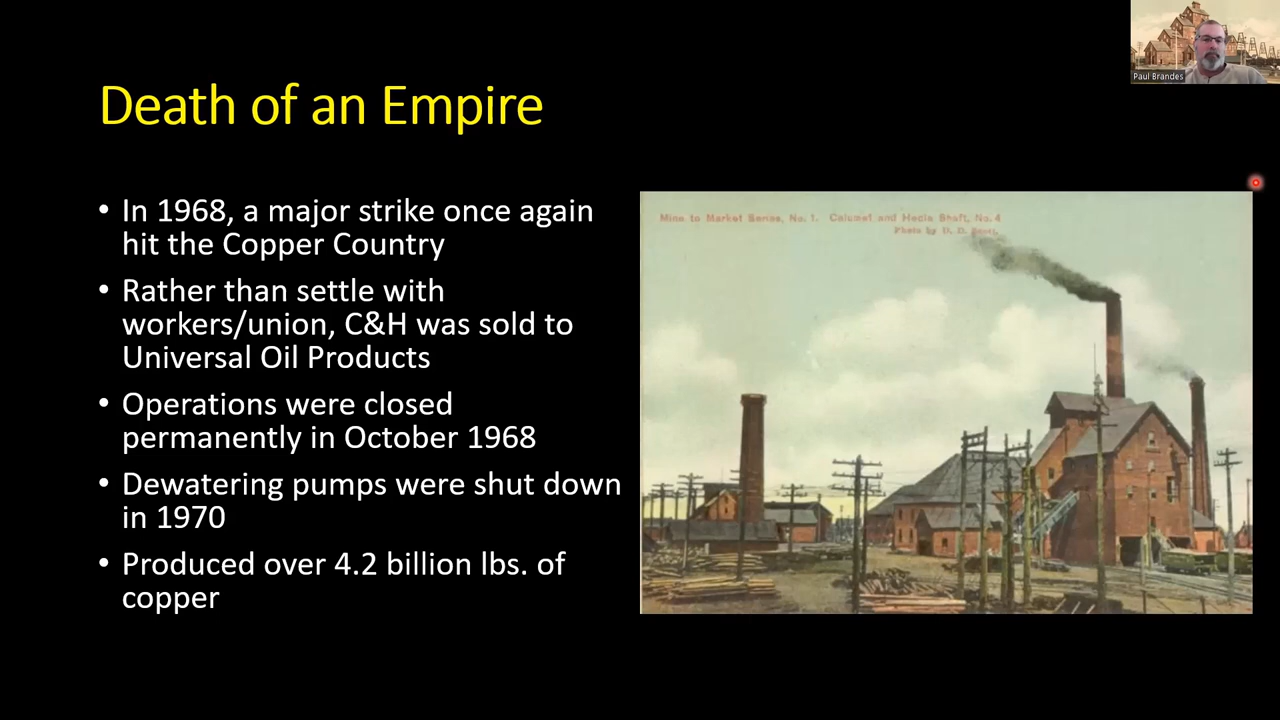 Paul Brandes
Death of an Empire
• In 1968, a major strike once again
hit the Copper Country
• Rather than settle with
workers/union, C&H was sold to
Universal Oil Products
• Operations were closed
permanently in October 1968
• Dewatering pumps were shut down
in 1970
• Produced over 4.2 billion lbs. of
copper
Mine to Market Series, No. 1. Calumet and Hecla Shaft, No. 4
Photo by